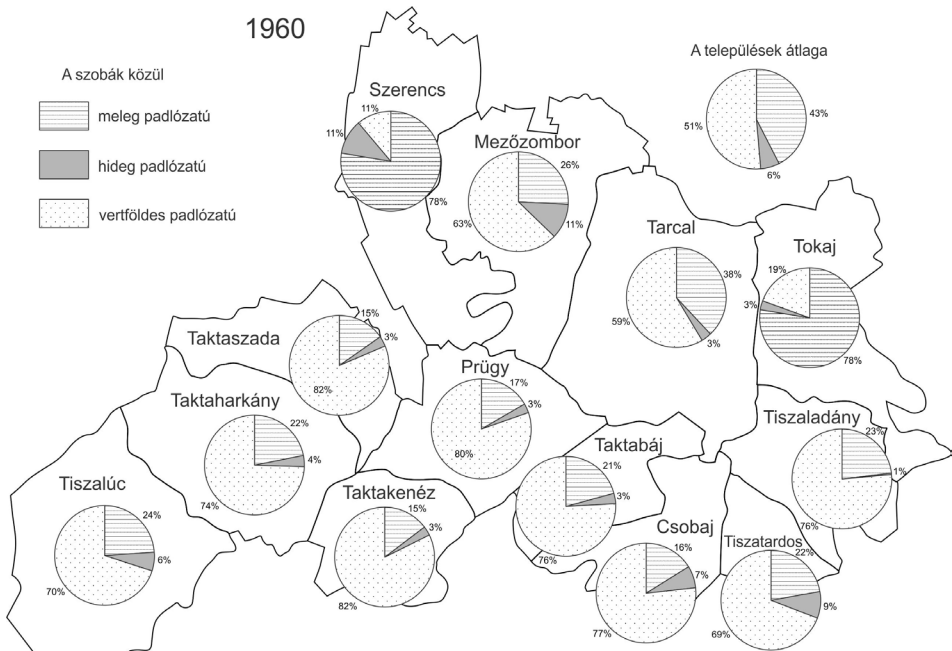 1960
A szobák közül
meleg padlózatú
hideg padlózatú
vertföldes padlózatú
A települések átlaga
43%
51%
6%
Szerencs
11%
11%
78%
Mezőzombor
26%
63%
11%
Tarcal
38%
59%
3%
Tokaj
19%
3%
78%
Taktaszada
15%
3%
82%
Prügy
17%
3%
80%
Taktaharkány
22%
4%
74%
Tiszaladány
23%
1%
76%
Taktabáj
21%
3%
76%
Tiszalúc
24%
6%
70%
Taktakenéz
15%
3%
82%
Csobaj
16%
7%
77%
Tiszatardos
22%
9%
69%